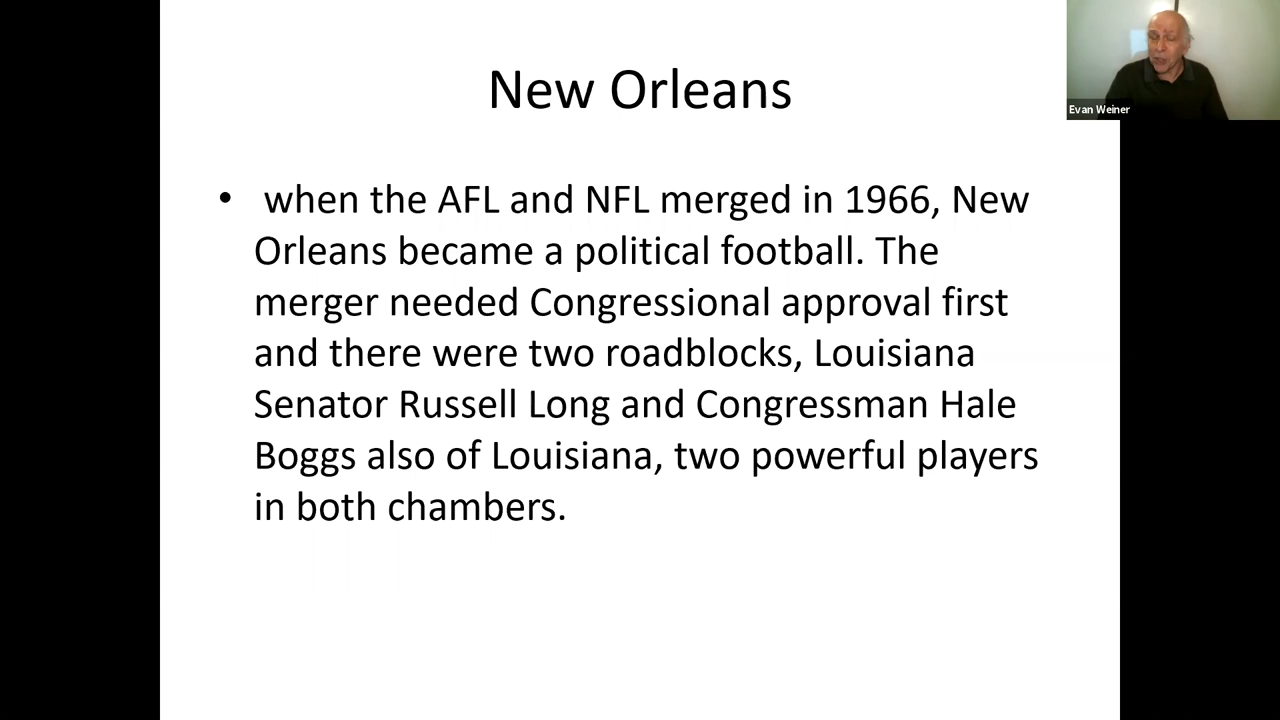 New Orleans
• when the AFL and NFL merged in 1966, New
Orleans became a political football. The
merger needed Congressional approval first
and there were two roadblocks, Louisiana
Senator Russell Long and Congressman Hale
Boggs also of Louisiana, two powerful players
in both chambers.
Evan Weiner